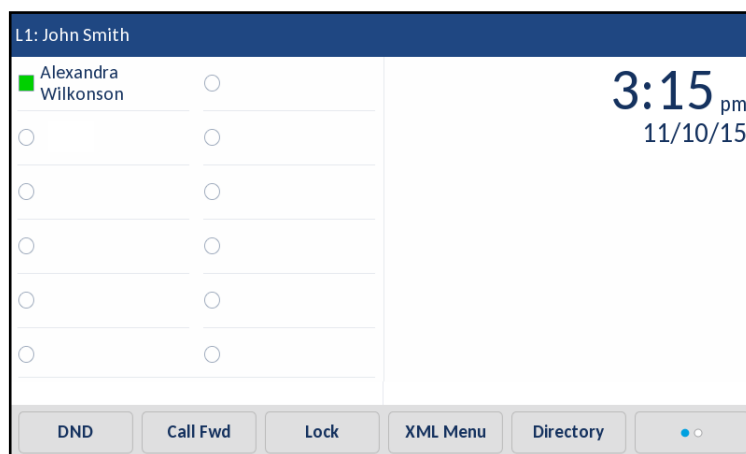 L1: John Smith
Alexandra
Wilkonson
3:15 pm
11/10/15
DND
Call Fwd
Lock
XML Menu
Directory